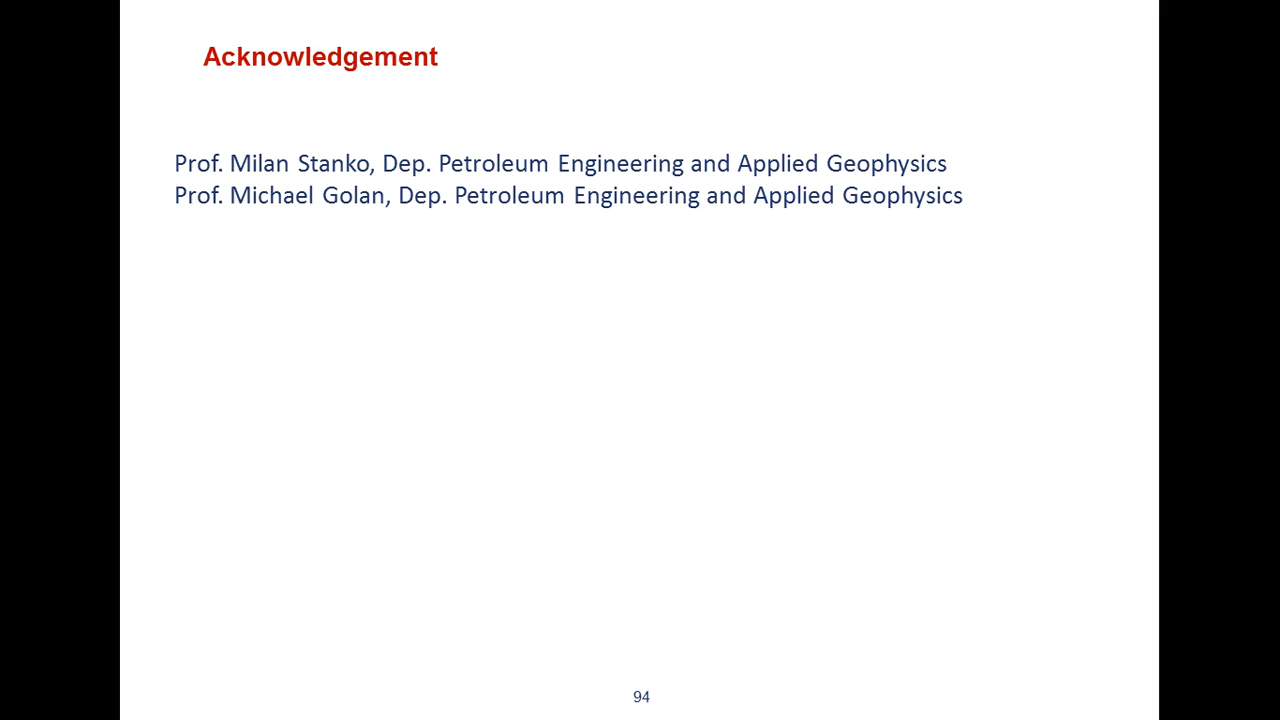 Acknowledgement
Prof. Milan Stanko, Dep. Petroleum Engineering and Applied Geophysics
Prof. Michael Golan, Dep. Petroleum Engineering and Applied Geophysics
94